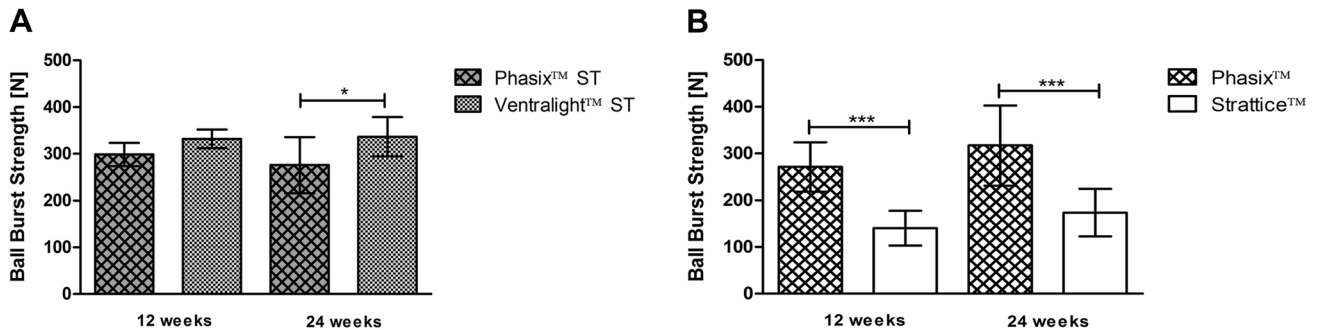 A
Ball Burst Strength [N]
500
400
300
200
100
0
*
12 weeks
24 weeks
Phasix™ ST
Ventralight™ ST
B
Ball Burst Strength [N]
500
400
300
200
100
0
***
***
12 weeks
24 weeks
Phasix™
Strattice™